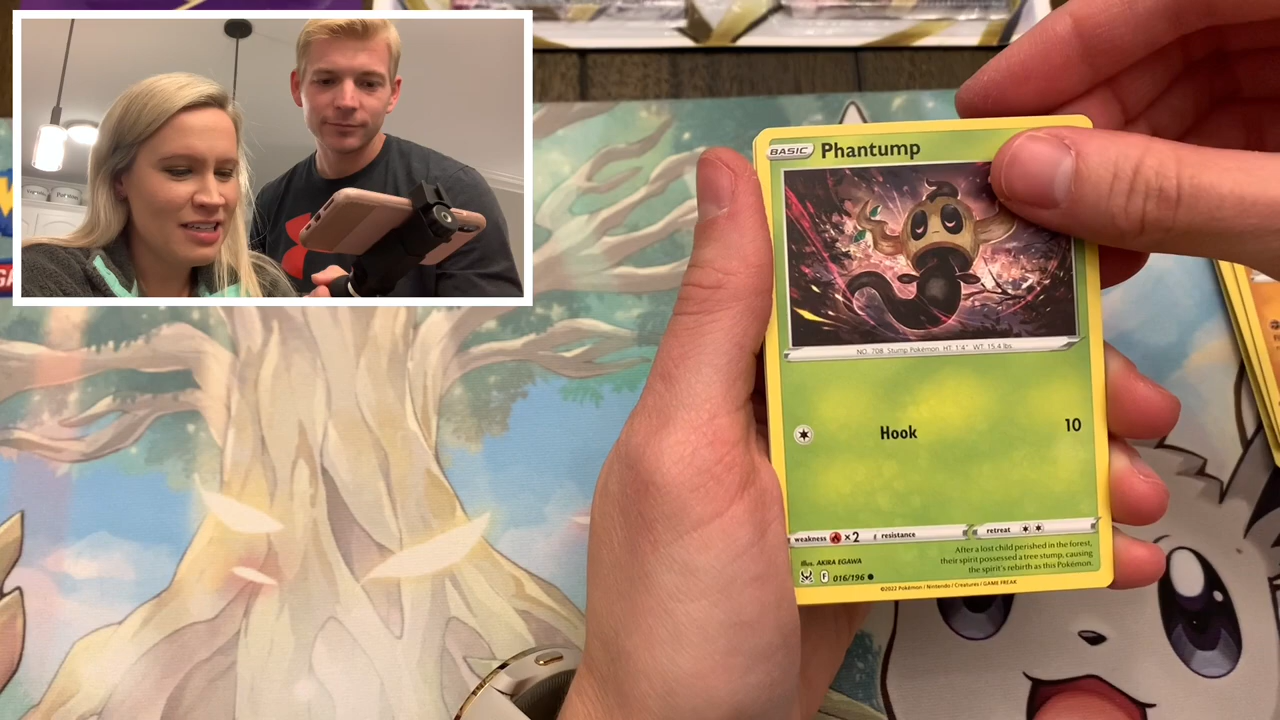 BASIC Phantump
NO. 708 Stump Pokémon HT: 1'4" WT: 15.4 lbs
Hook 10
weakness ×2 resistance retreat
Illus. AKIRA EGAWA
F 016/196
After a lost child perished in the forest,
their spirit possessed a tree stump, causing
the spirit's rebirth as this Pokémon.
©2022 Pokémon / Nintendo / Creatures / GAME FREAK